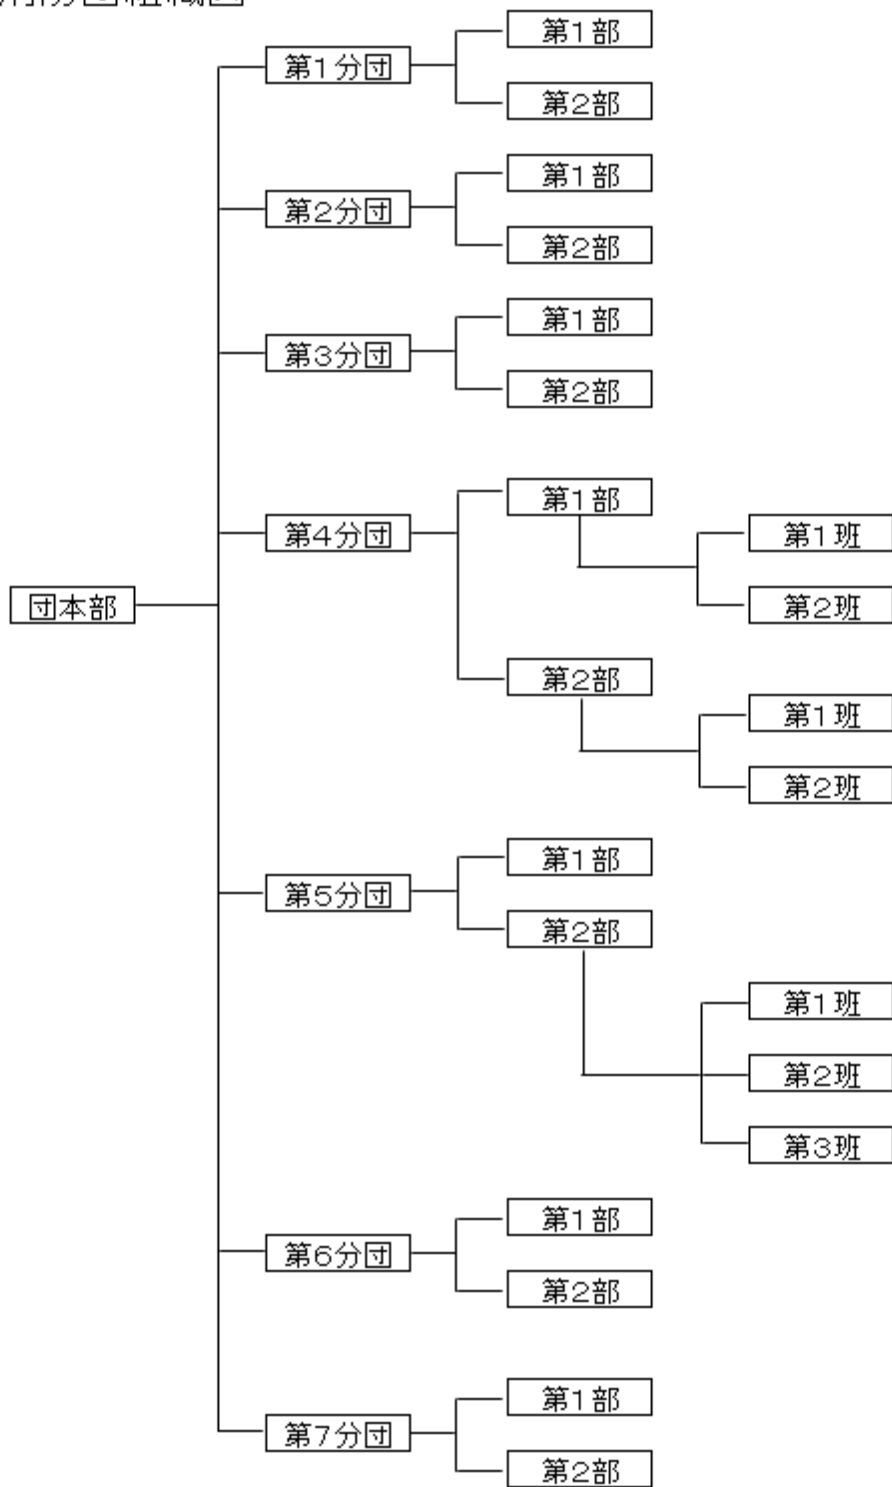 団本部
第1分団
第1部
第2部
第2分団
第1部
第2部
第3分団
第1部
第2部
第4分団
第1部
第1班
第2班
第2部
第1班
第2班
第5分団
第1部
第2部
第1班
第2班
第3班
第6分団
第1部
第2部
第7分団
第1部
第2部